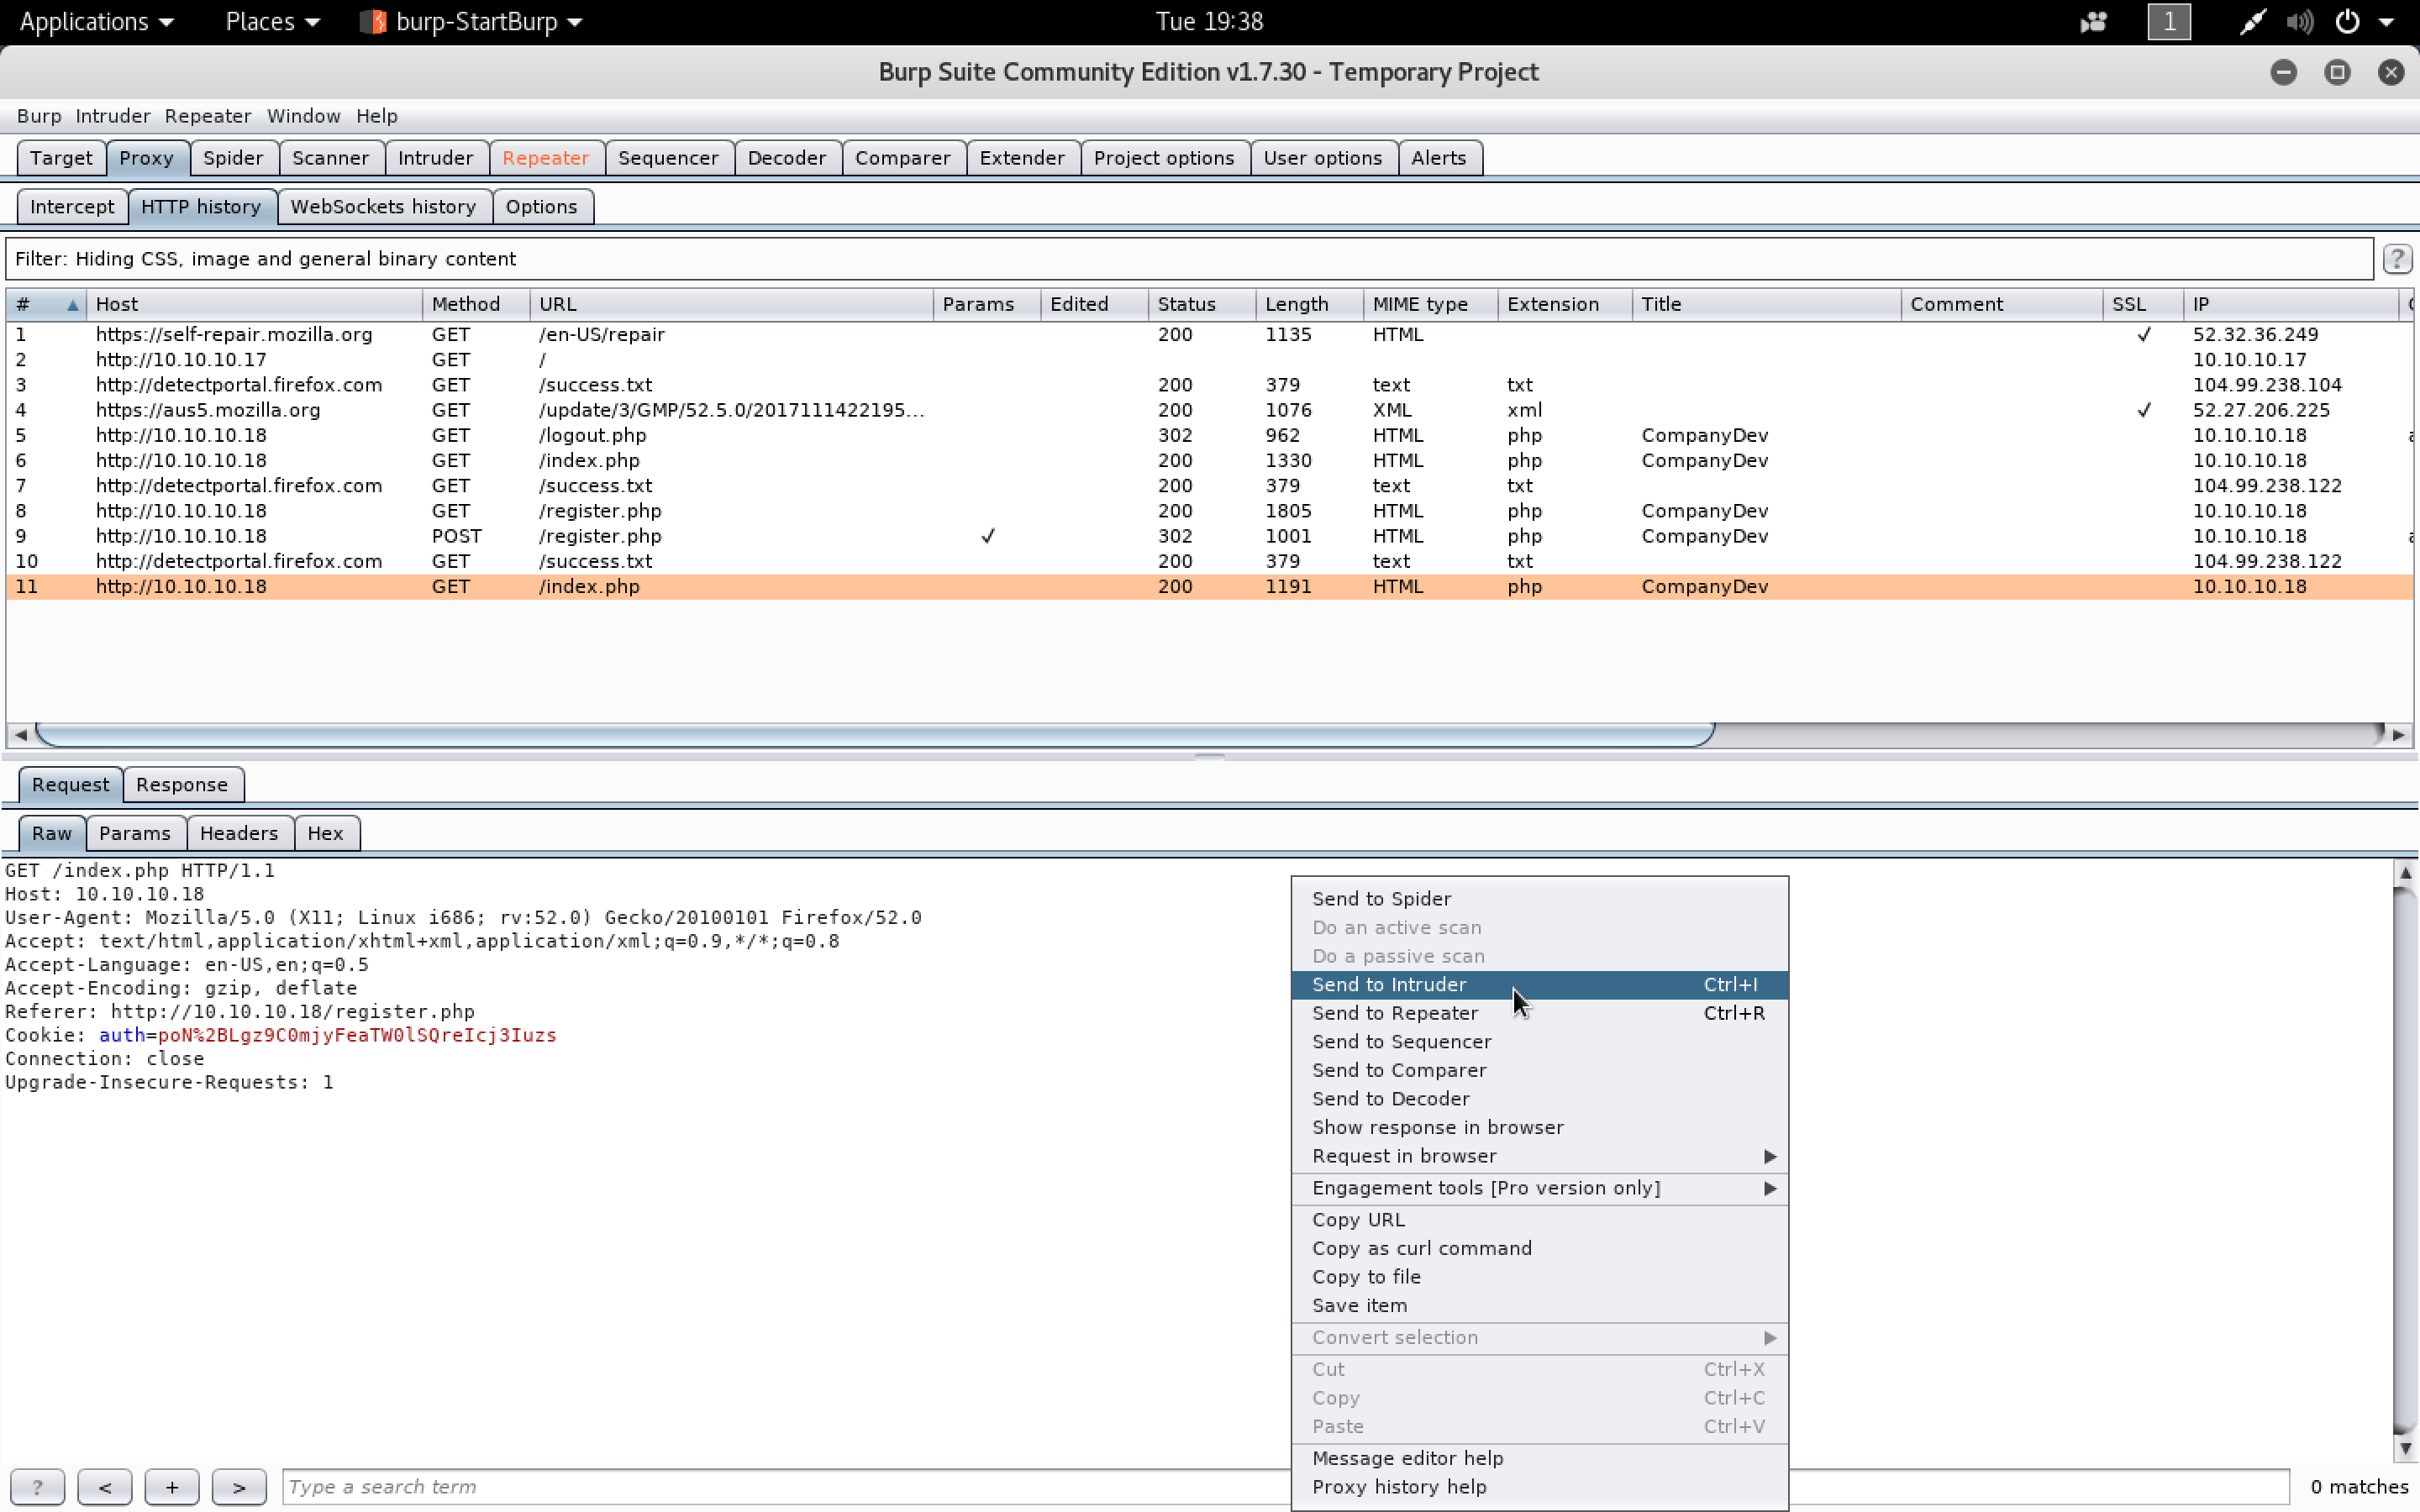 Applications Places burp-StartBurp Tue 19:38 1
Burp Suite Community Edition v1.7.30 - Temporary Project
Burp Intruder Repeater Window Help
Target Proxy Spider Scanner Intruder Repeater Sequencer Decoder Comparer Extender Project options User options Alerts
Intercept HTTP history WebSockets history Options
Filter: Hiding CSS, image and general binary content ?
# Host Method URL Params Edited Status Length MIME type Extension Title Comment SSL IP
1 https://self-repair.mozilla.org GET /en-US/repair 200 1135 HTML ✓ 52.32.36.249
2 http://10.10.10.17 GET / 10.10.10.17
3 http://detectportal.firefox.com GET /success.txt 200 379 text txt 104.99.238.104
4 https://aus5.mozilla.org GET /update/3/GMP/52.5.0/2017111422195... 200 1076 XML xml ✓ 52.27.206.225
5 http://10.10.10.18 GET /logout.php 302 962 HTML php CompanyDev 10.10.10.18
6 http://10.10.10.18 GET /index.php 200 1330 HTML php CompanyDev 10.10.10.18
7 http://detectportal.firefox.com GET /success.txt 200 379 text txt 104.99.238.122
8 http://10.10.10.18 GET /register.php 200 1805 HTML php CompanyDev 10.10.10.18
9 http://10.10.10.18 POST /register.php ✓ 302 1001 HTML php CompanyDev 10.10.10.18
10 http://detectportal.firefox.com GET /success.txt 200 379 text txt 104.99.238.122
11 http://10.10.10.18 GET /index.php 200 1191 HTML php CompanyDev 10.10.10.18
Request Response
Raw Params Headers Hex
GET /index.php HTTP/1.1
Host: 10.10.10.18
User-Agent: Mozilla/5.0 (X11; Linux i686; rv:52.0) Gecko/20100101 Firefox/52.0
Accept: text/html,application/xhtml+xml,application/xml;q=0.9,*/*;q=0.8
Accept-Language: en-US,en;q=0.5
Accept-Encoding: gzip, deflate
Referer: http://10.10.10.18/register.php
Cookie: auth=poN%2BLgz9C0mjyFeaTW0lSQreIcj3Iuzs
Connection: close
Upgrade-Insecure-Requests: 1
Send to Spider
Do an active scan
Do a passive scan
Send to Intruder Ctrl+I
Send to Repeater Ctrl+R
Send to Sequencer
Send to Comparer
Send to Decoder
Show response in browser
Request in browser
Engagement tools [Pro version only]
Copy URL
Copy as curl command
Copy to file
Save item
Convert selection
Cut Ctrl+X
Copy Ctrl+C
Paste Ctrl+V
Message editor help
Proxy history help
? < + > Type a search term 0 matches